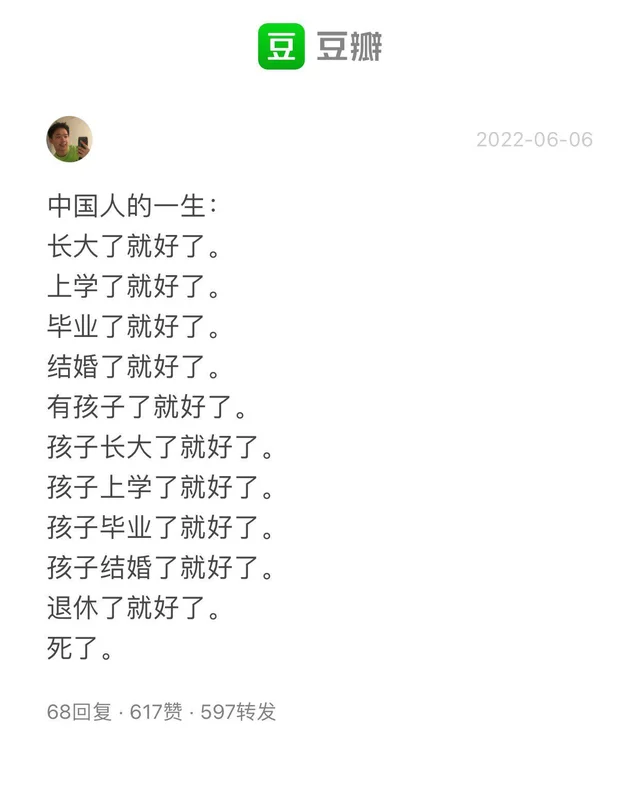 豆 豆瓣
2022-06-06
中国人的一生：
长大了就好了。
上学了就好了。
毕业了就好了。
结婚了就好了。
有孩子了就好了。
孩子长大了就好了。
孩子上学了就好了。
孩子毕业了就好了。
孩子结婚了就好了。
退休了就好了。
死了。
68回复 · 617赞 · 597转发